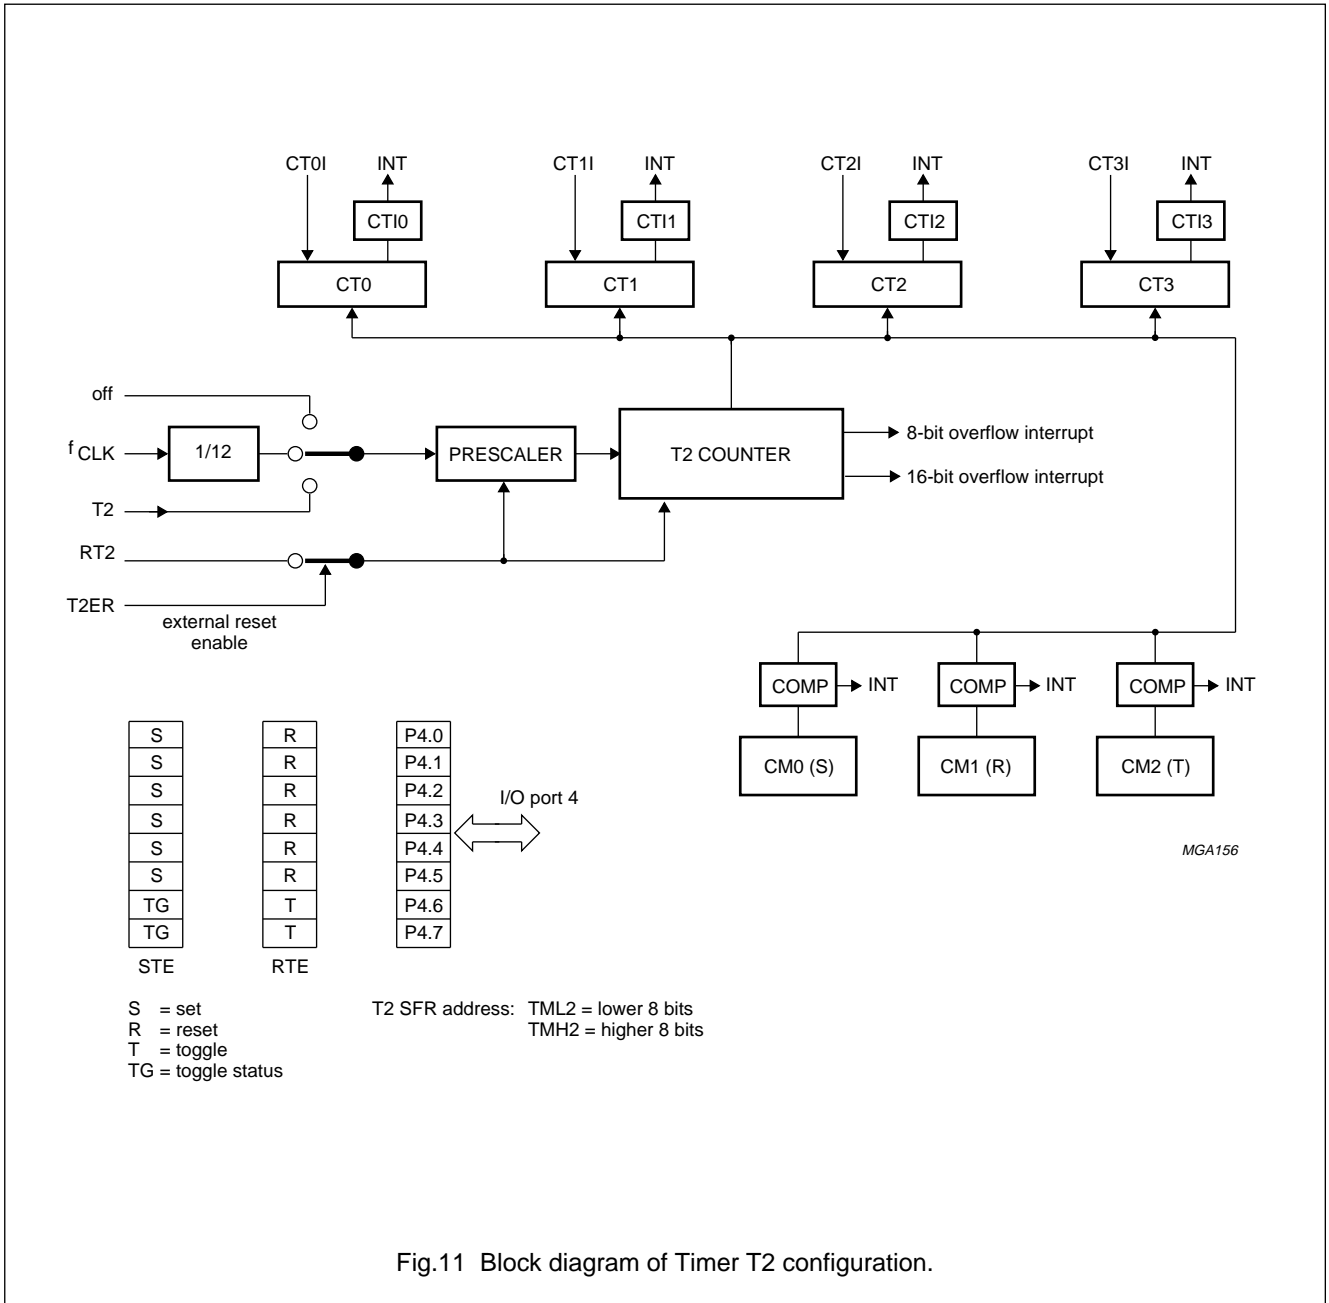 CT0I INT CT1I INT CT2I INT CT3I INT
CTI0 CTI1 CTI2 CTI3
CT0 CT1 CT2 CT3
off
f CLK 1/12 PRESCALER T2 COUNTER
8-bit overflow interrupt
16-bit overflow interrupt
T2
RT2
T2ER
external reset
enable
COMP INT COMP INT COMP INT
CM0 (S) CM1 (R) CM2 (T)
S R P4.0
S R P4.1
S R P4.2
I/O port 4
S R P4.3
S R P4.4
S R P4.5
TG T P4.6
TG T P4.7
STE RTE
MGA156
S = set
R = reset
T = toggle
TG = toggle status
T2 SFR address: TML2 = lower 8 bits
TMH2 = higher 8 bits
Fig.11 Block diagram of Timer T2 configuration.